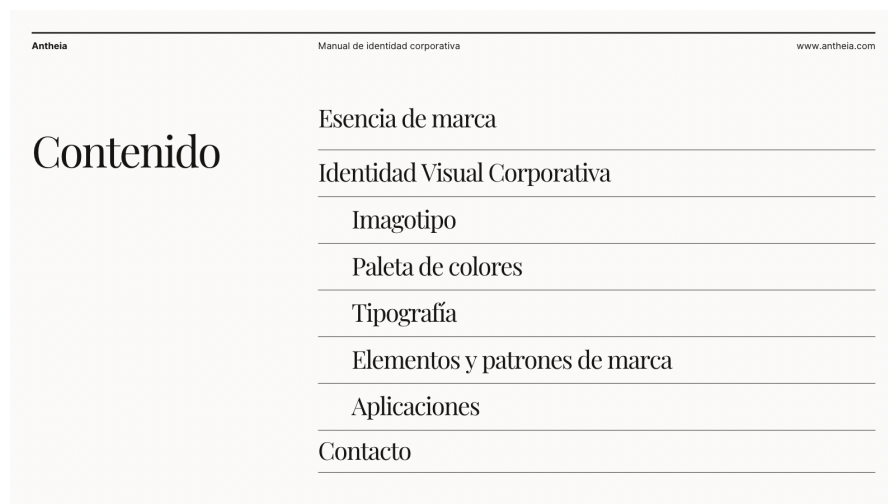 Antheia
Manual de identidad corporativa
www.antheia.com
Contenido
Esencia de marca
Identidad Visual Corporativa
Imagotipo
Paleta de colores
Tipografía
Elementos y patrones de marca
Aplicaciones
Contacto